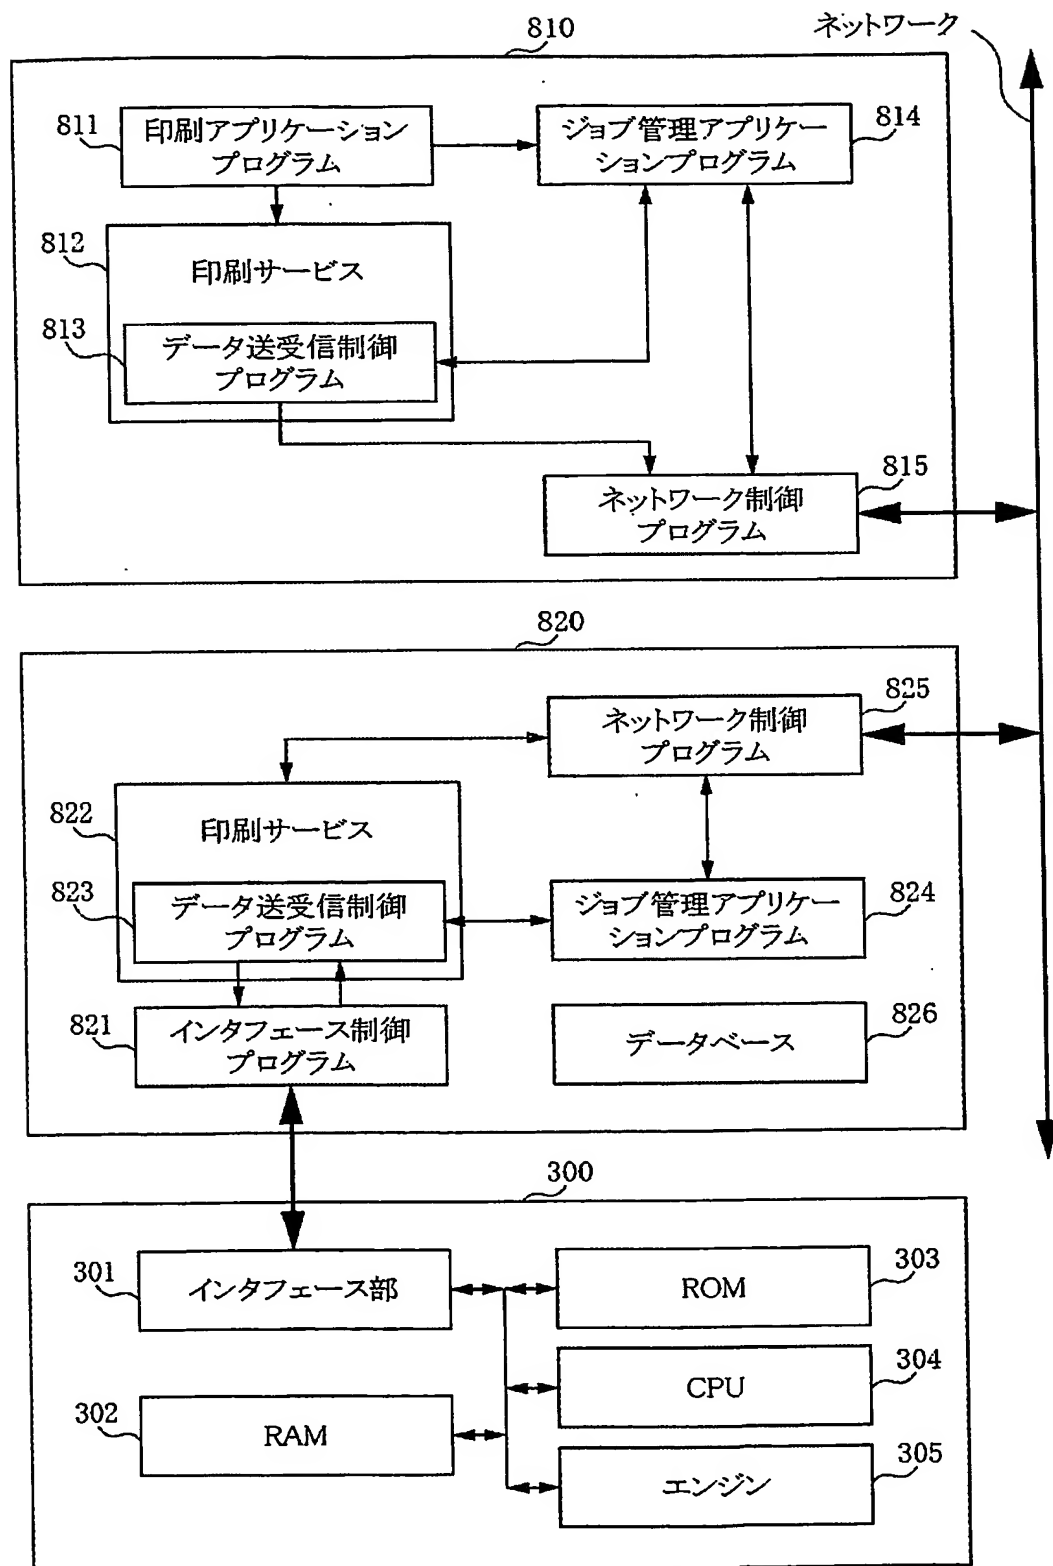 810
ネットワーク
811
印刷アプリケーション
プログラム
ジョブ管理アプリケー
ションプログラム
814
812
印刷サービス
813
データ送受信制御
プログラム
815
ネットワーク制御
プログラム
820
825
ネットワーク制御
プログラム
822
印刷サービス
823
データ送受信制御
プログラム
ジョブ管理アプリケー
ションプログラム
824
821
インタフェース制御
プログラム
データベース
826
300
301
インタフェース部
ROM
303
CPU
304
302
RAM
エンジン
305